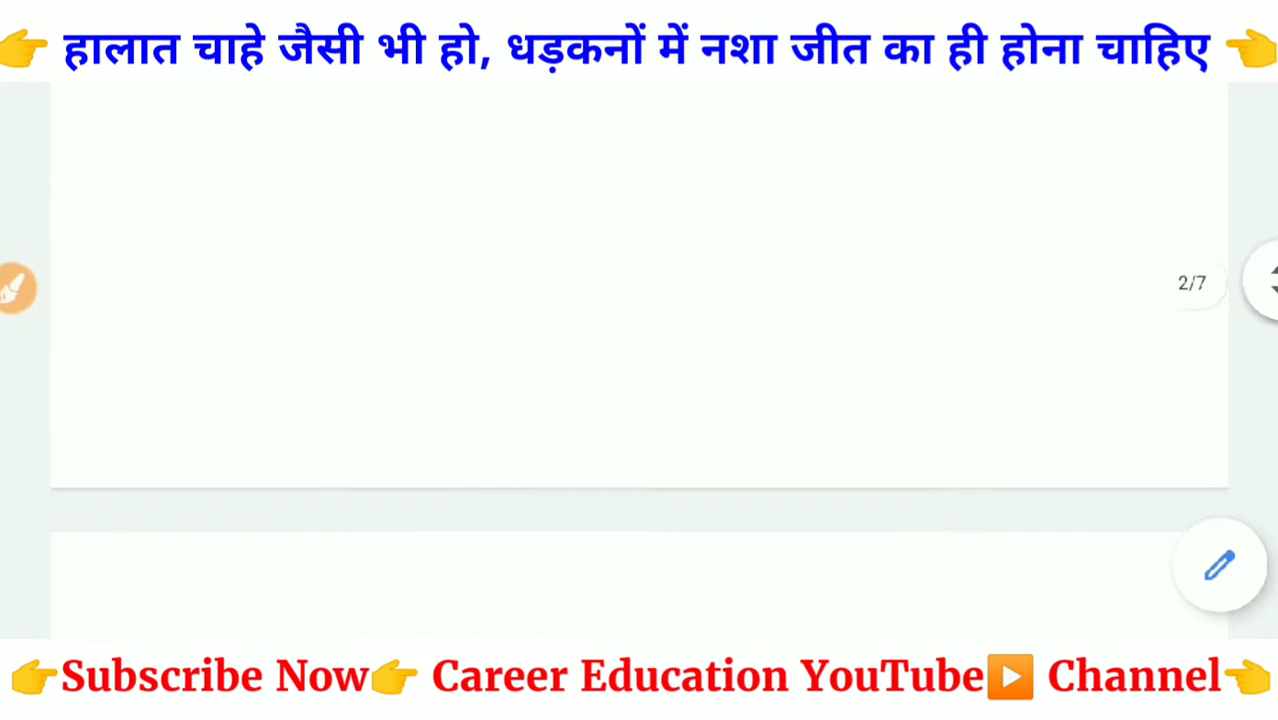 👉 हालात चाहे जैसी भी हो, धड़कनों में नशा जीत का ही होना चाहिए 👈
2/7
👉Subscribe Now👉 Career Education YouTube▶️ Channel👈